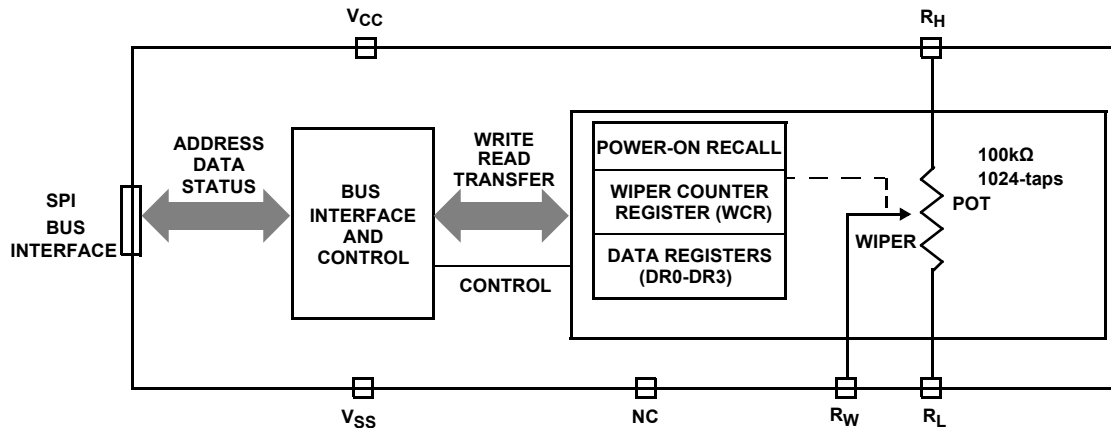 VCC
RH
ADDRESS
DATA
STATUS
SPI
BUS
INTERFACE
BUS
INTERFACE
AND
CONTROL
WRITE
READ
TRANSFER
CONTROL
POWER-ON RECALL
WIPER COUNTER
REGISTER (WCR)
DATA REGISTERS
(DR0-DR3)
100kΩ
1024-taps
POT
WIPER
VSS
NC
RW
RL